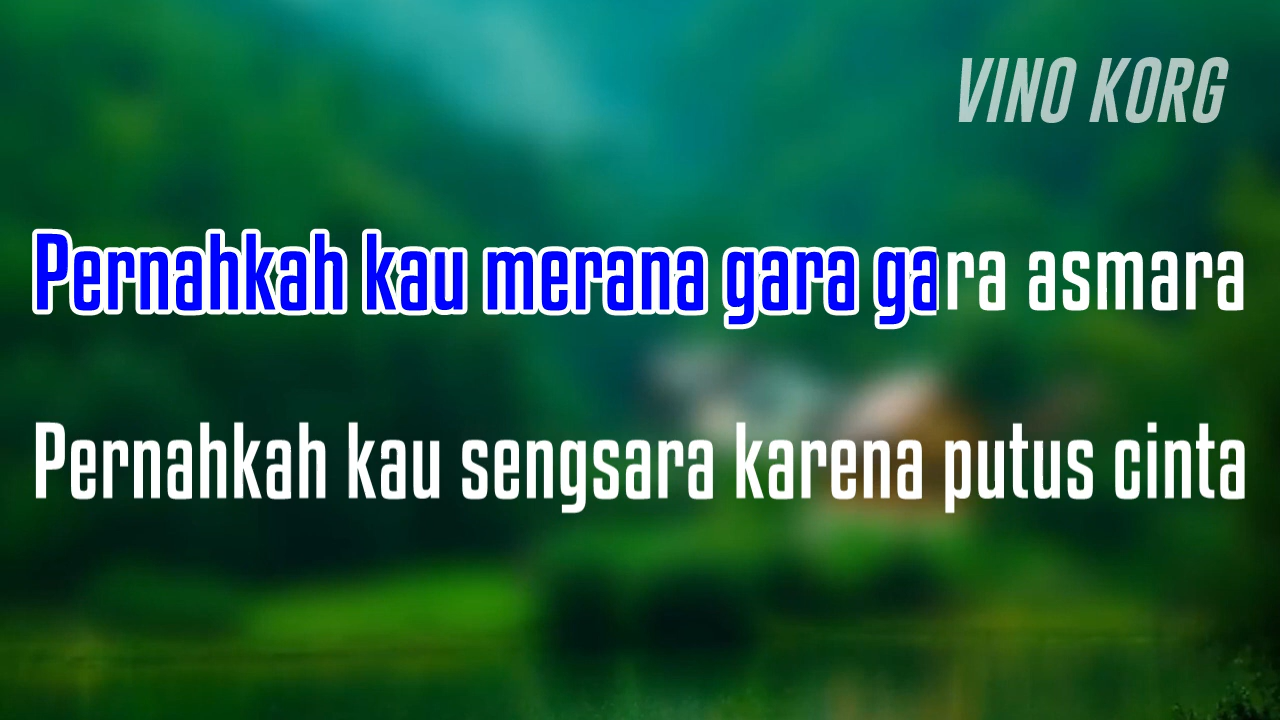 VINO KORG
Pernahkah kau merana gara gara asmara
Pernahkah kau sengsara karena putus cinta